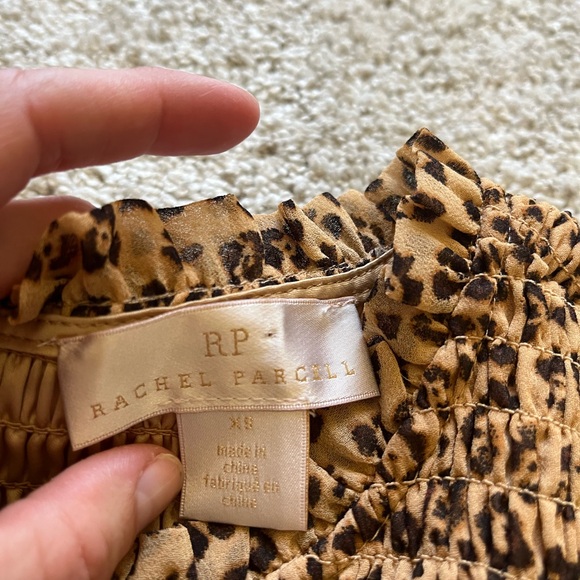 RP
RACHEL PARCELL
XS
made in
china
fabriqué en
chine